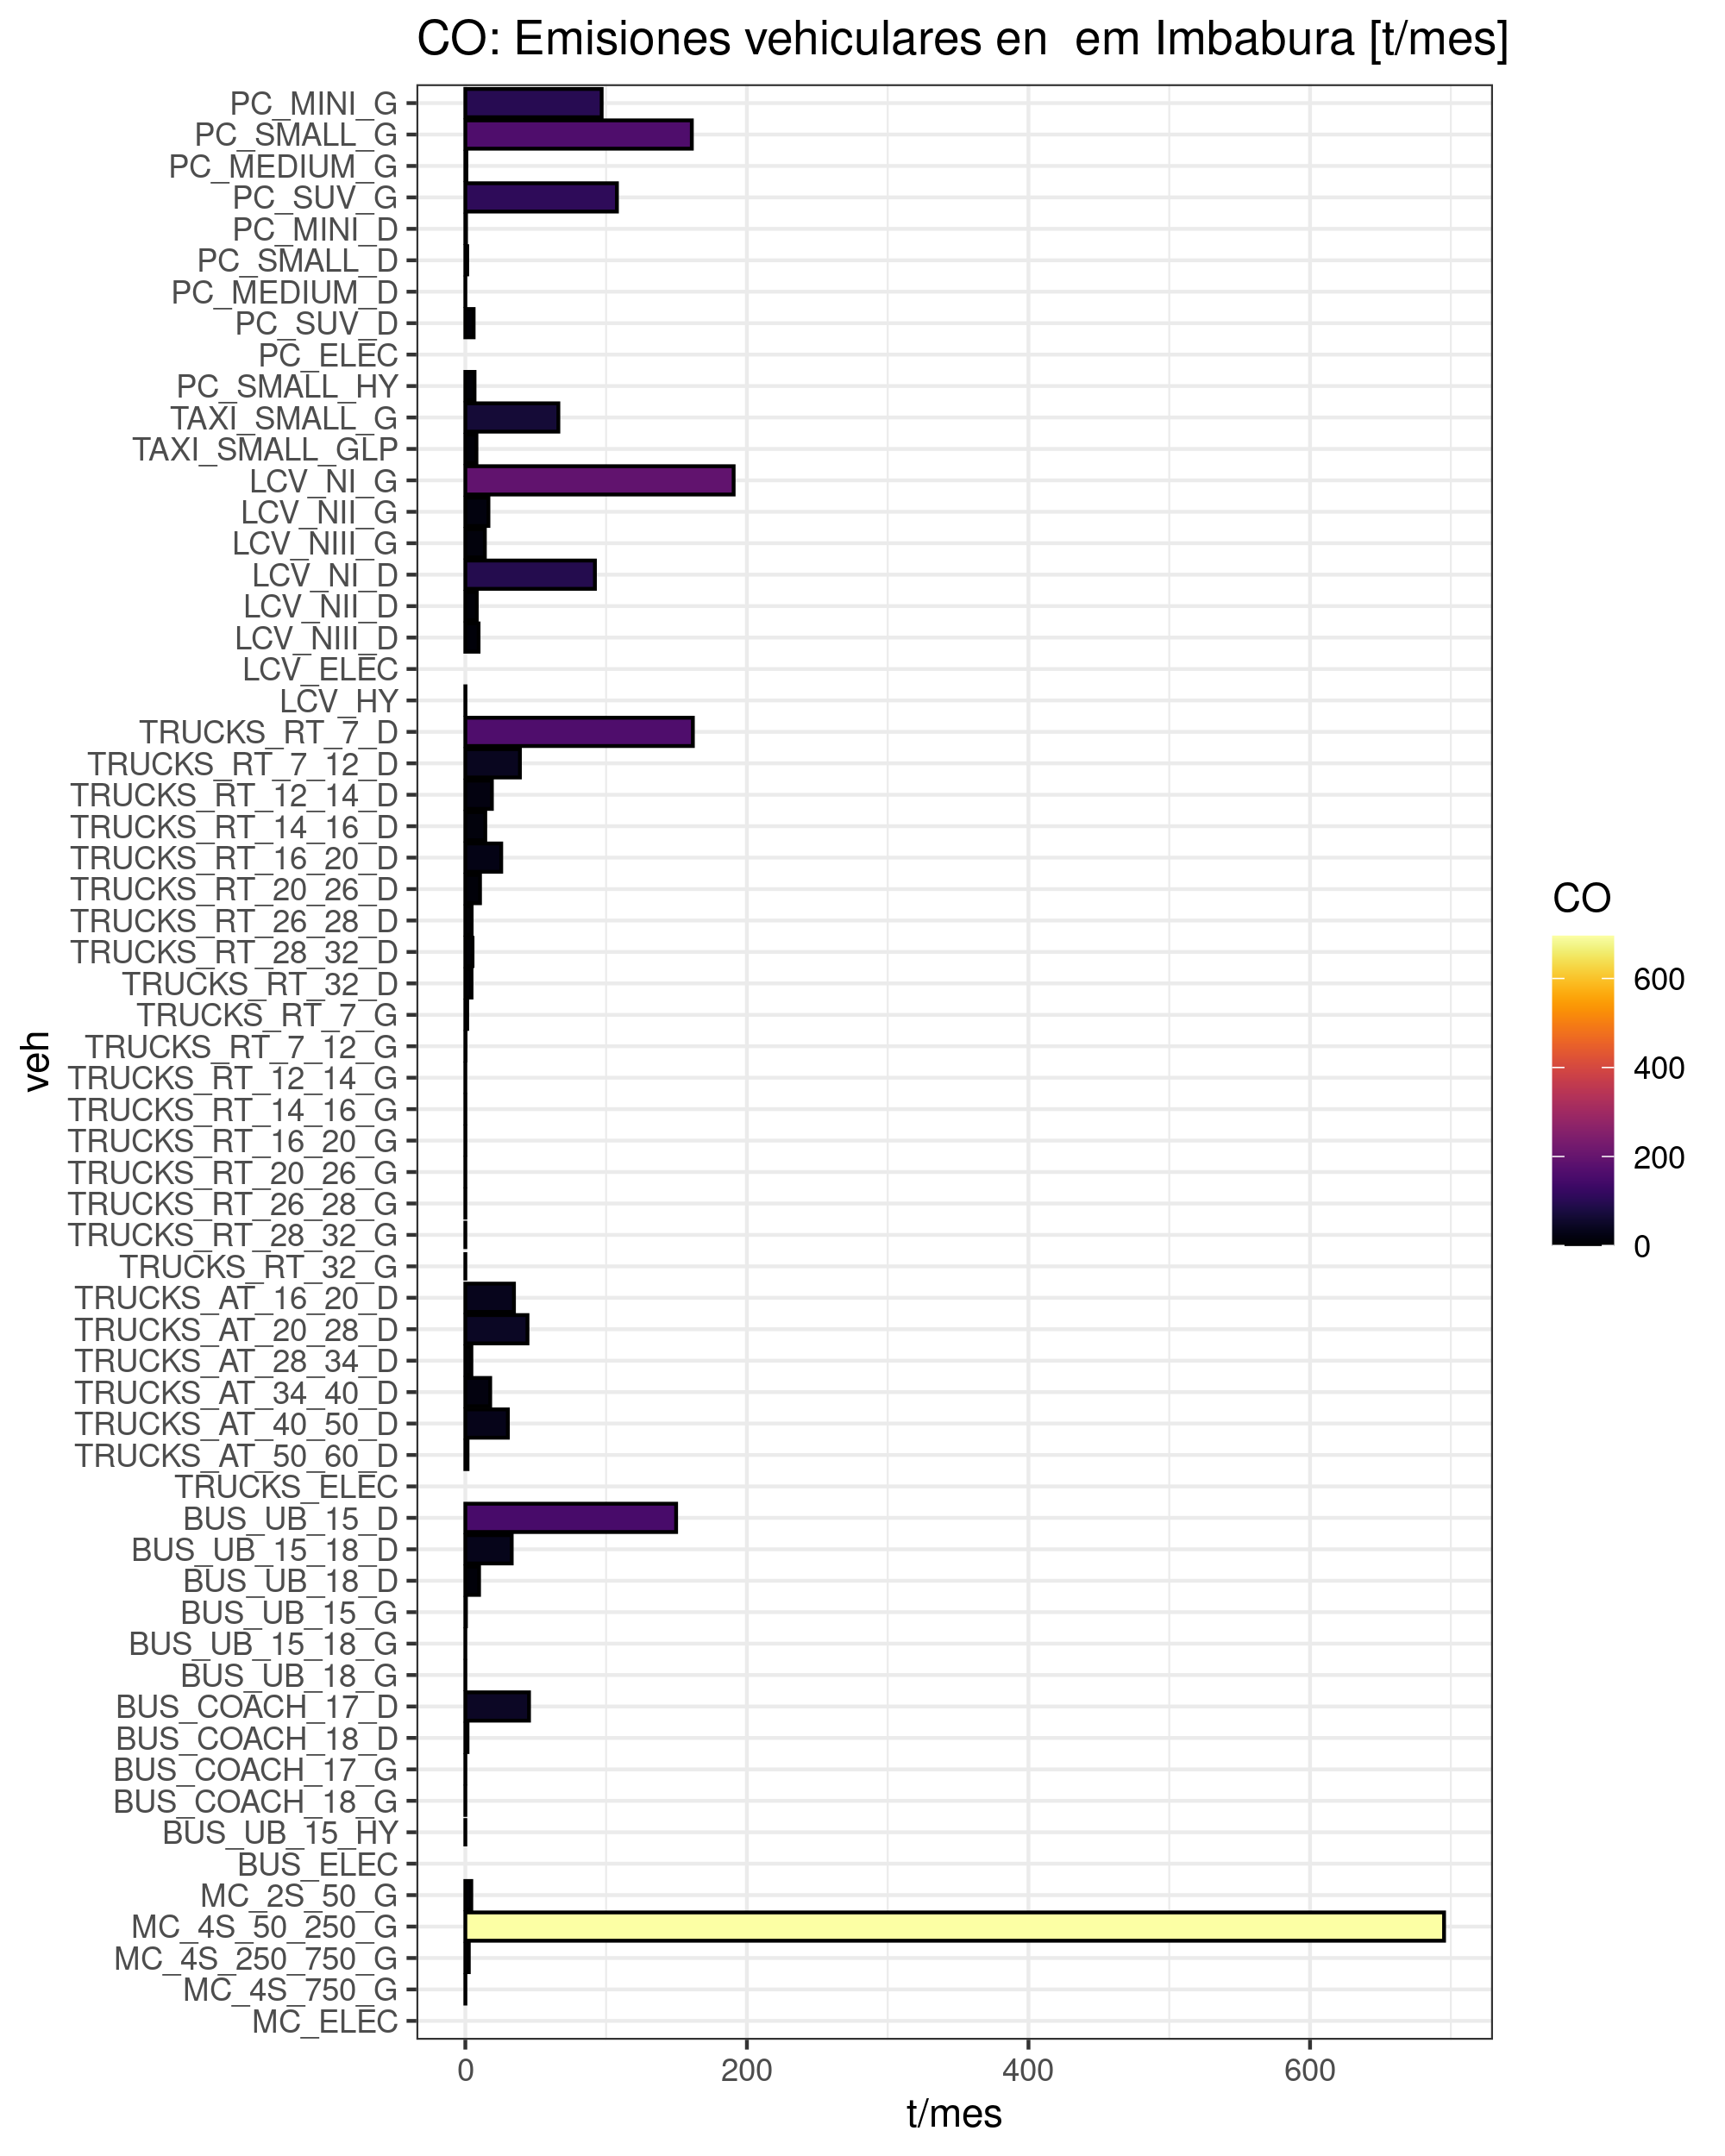 CO: Emisiones vehiculares en  em Imbabura [t/mes]
PC_MINI_G
PC_SMALL_G
PC_MEDIUM_G
PC_SUV_G
PC_MINI_D
PC_SMALL_D
PC_MEDIUM_D
PC_SUV_D
PC_ELEC
PC_SMALL_HY
TAXI_SMALL_G
TAXI_SMALL_GLP
LCV_NI_G
LCV_NII_G
LCV_NIII_G
LCV_NI_D
LCV_NII_D
LCV_NIII_D
LCV_ELEC
LCV_HY
TRUCKS_RT_7_D
TRUCKS_RT_7_12_D
TRUCKS_RT_12_14_D
TRUCKS_RT_14_16_D
TRUCKS_RT_16_20_D
TRUCKS_RT_20_26_D
TRUCKS_RT_26_28_D
TRUCKS_RT_28_32_D
TRUCKS_RT_32_D
TRUCKS_RT_7_G
TRUCKS_RT_7_12_G
TRUCKS_RT_12_14_G
TRUCKS_RT_14_16_G
TRUCKS_RT_16_20_G
TRUCKS_RT_20_26_G
TRUCKS_RT_26_28_G
TRUCKS_RT_28_32_G
TRUCKS_RT_32_G
TRUCKS_AT_16_20_D
TRUCKS_AT_20_28_D
TRUCKS_AT_28_34_D
TRUCKS_AT_34_40_D
TRUCKS_AT_40_50_D
TRUCKS_AT_50_60_D
TRUCKS_ELEC
BUS_UB_15_D
BUS_UB_15_18_D
BUS_UB_18_D
BUS_UB_15_G
BUS_UB_15_18_G
BUS_UB_18_G
BUS_COACH_17_D
BUS_COACH_18_D
BUS_COACH_17_G
BUS_COACH_18_G
BUS_UB_15_HY
BUS_ELEC
MC_2S_50_G
MC_4S_50_250_G
MC_4S_250_750_G
MC_4S_750_G
MC_ELEC
veh
0 200 400 600
t/mes
CO
600
400
200
0